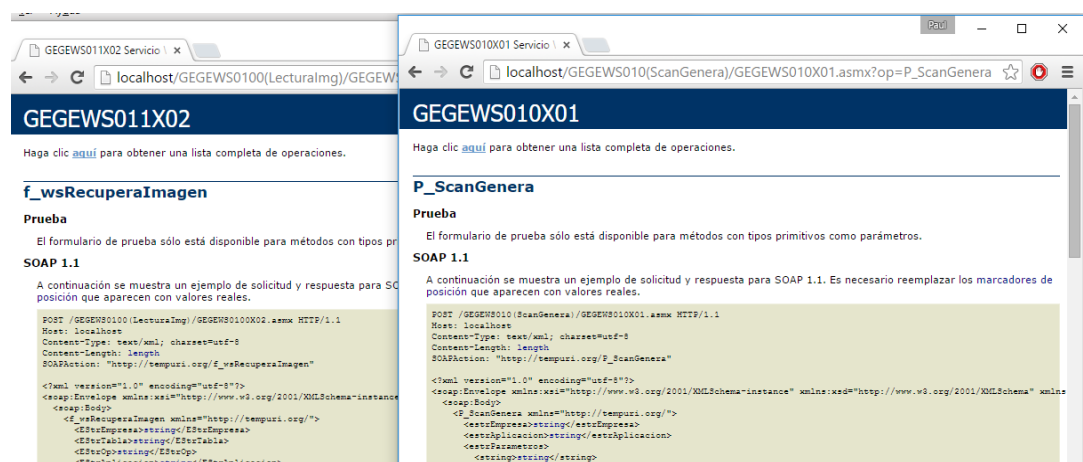 GEGEWS011X02 Servicio \
localhost/GEGEWS0100(LecturaImg)/GEGEWS
GEGEWS011X02
Haga clic aquí para obtener una lista completa de operaciones.
f_wsRecuperaImagen
Prueba
El formulario de prueba sólo está disponible para métodos con tipos pr
SOAP 1.1
A continuación se muestra un ejemplo de solicitud y respuesta para SO
posición que aparecen con valores reales.
POST /GEGEWS0100(LecturaImg)/GEGEWS0100X02.asmx HTTP/1.1
Host: localhost
Content-Type: text/xml; charset=utf-8
Content-Length: length
SOAPAction: "http://tempuri.org/f_wsRecuperaImagen"
<?xml version="1.0" encoding="utf-8"?>
<soap:Envelope xmlns:xsi="http://www.w3.org/2001/XMLSchema-instance
<soap:Body>
<f_wsRecuperaImagen xmlns="http://tempuri.org/">
<EStrEmpresa>string</EStrEmpresa>
<EStrTabla>string</EStrTabla>
<EStrOp>string</EStrOp>
<EStrAplicacion>string</EStrAplicacion>
Paul
GEGEWS010X01 Servicio \
localhost/GEGEWS010(ScanGenera)/GEGEWS010X01.asmx?op=P_ScanGenera
GEGEWS010X01
Haga clic aquí para obtener una lista completa de operaciones.
P_ScanGenera
Prueba
El formulario de prueba sólo está disponible para métodos con tipos primitivos como parámetros.
SOAP 1.1
A continuación se muestra un ejemplo de solicitud y respuesta para SOAP 1.1. Es necesario reemplazar los marcadores de
posición que aparecen con valores reales.
POST /GEGEWS010(ScanGenera)/GEGEWS010X01.asmx HTTP/1.1
Host: localhost
Content-Type: text/xml; charset=utf-8
Content-Length: length
SOAPAction: "http://tempuri.org/P_ScanGenera"
<?xml version="1.0" encoding="utf-8"?>
<soap:Envelope xmlns:xsi="http://www.w3.org/2001/XMLSchema-instance" xmlns:xsd="http://www.w3.org/2001/XMLSchema" xmlns
<soap:Body>
<P_ScanGenera xmlns="http://tempuri.org/">
<estrEmpresa>string</estrEmpresa>
<estrAplicacion>string</estrAplicacion>
<estrParametros>
<string>string</string>